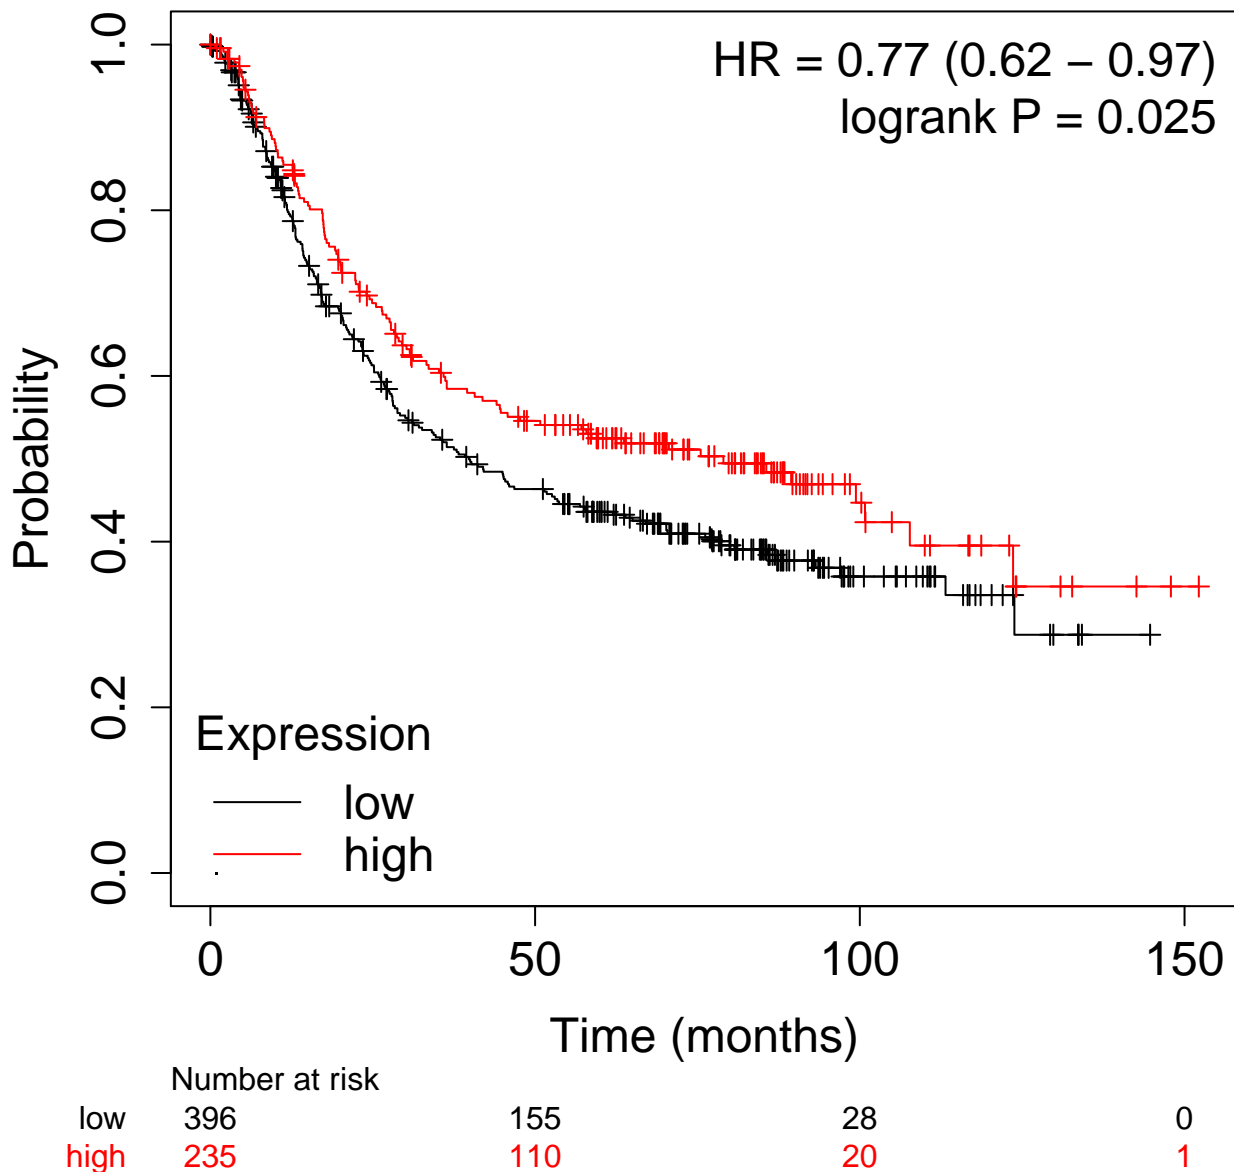 HR = 0.77 (0.62 – 0.97)
logrank P = 0.025
1.0
0.8
0.6
0.4
0.2
0.0
Probability
Expression
low
high
0 50 100 150
Time (months)
Number at risk
low 396 155 28 0
high 235 110 20 1